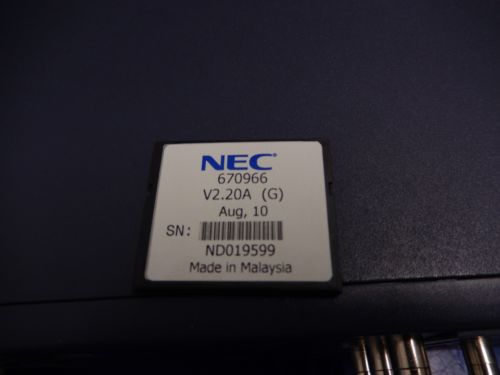 NEC
670966
V2.20A (G)
Aug, 10
SN:
ND019599
Made in Malaysia